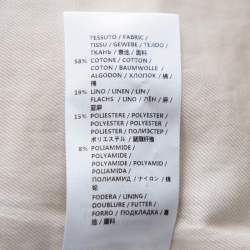 TESSUTO / FABRIC /
TISSU / GEWEBE / TEJIDO /
ТКАНЬ / 表地 / 面料
58% COTONE / COTTON /
COTON / BAUMWOLLE /
ALGODON / ХЛОПОК / 綿 /
棉
19% LINO / LINEN / LIN /
FLACHS / LINO / ЛЁН / 麻 /
亚麻
15% POLIESTERE / POLYESTER /
POLYESTER / POLYESTER /
POLIESTER / ПОЛИЭСТЕР /
ポリエステル / 聚酯纤维
8% POLIAMMIDE /
POLYAMIDE /
POLYAMIDE / POLYAMID /
POLIAMIDA /
ПОЛИАМИД / ナイロン / 锦
纶
FODERA / LINING /
DOUBLURE / FUTTER /
FORRO / ПОДКЛАДКА / 裏
地 / 里料